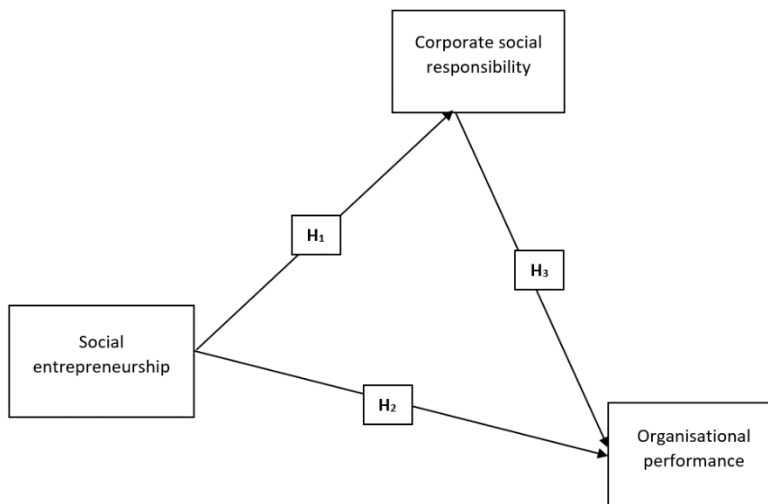 Corporate social
responsibility
H₁
H₃
Social
entrepreneurship
H₂
Organisational
performance